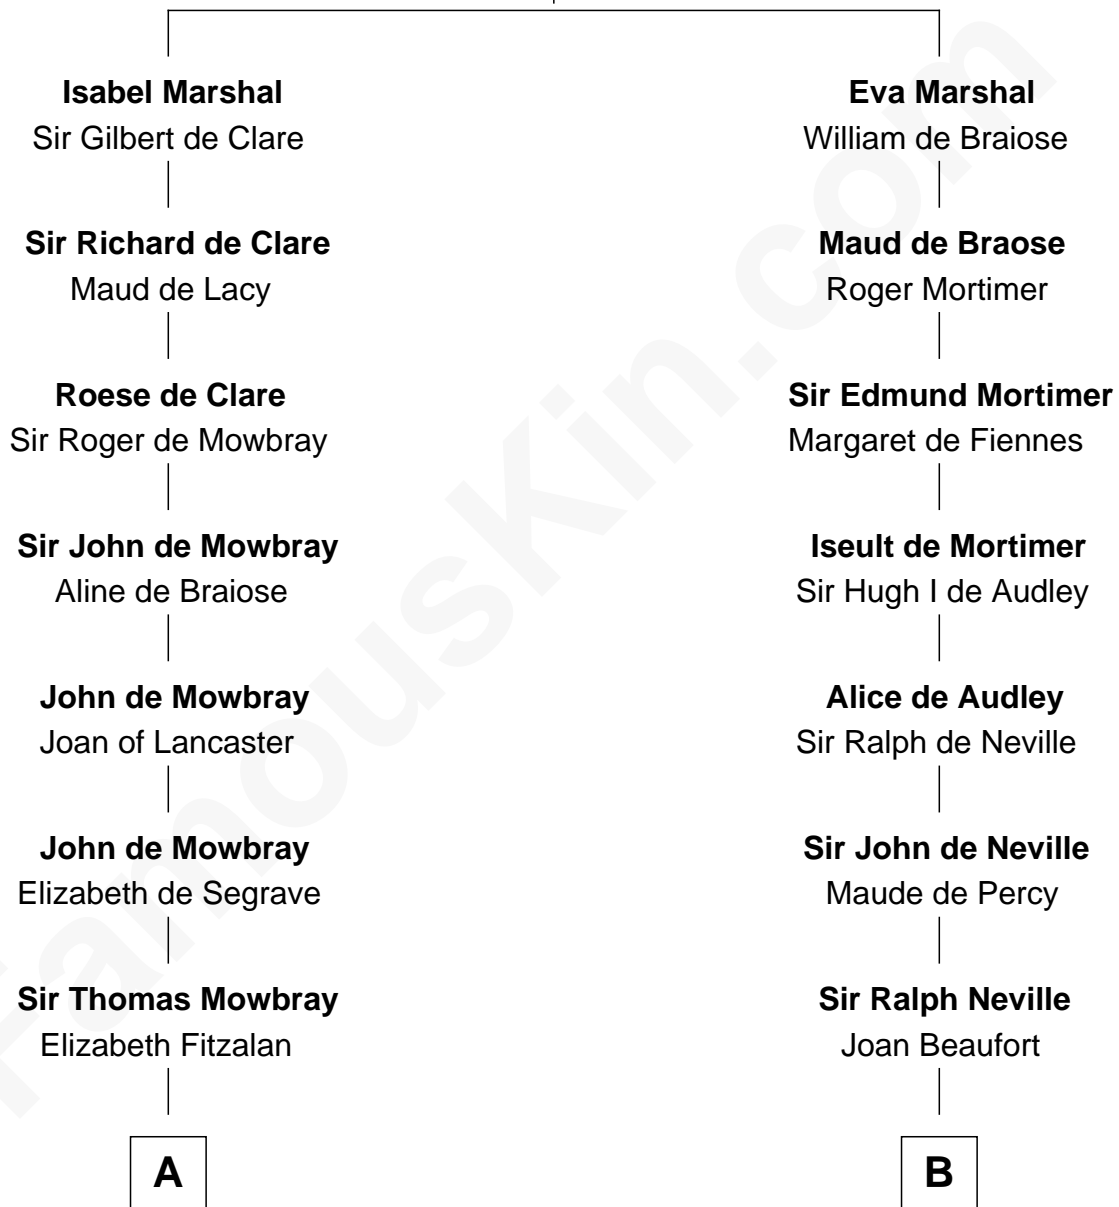 Isabel Marshal
Sir Gilbert de Clare
Sir Richard de Clare
Maud de Lacy
Roese de Clare
Sir Roger de Mowbray
Sir John de Mowbray
Aline de Braiose
John de Mowbray
Joan of Lancaster
John de Mowbray
Elizabeth de Segrave
Sir Thomas Mowbray
Elizabeth Fitzalan
A
Eva Marshal
William de Braiose
Maud de Braose
Roger Mortimer
Sir Edmund Mortimer
Margaret de Fiennes
Iseult de Mortimer
Sir Hugh I de Audley
Alice de Audley
Sir Ralph de Neville
Sir John de Neville
Maude de Percy
Sir Ralph Neville
Joan Beaufort
B
FamousKin.com